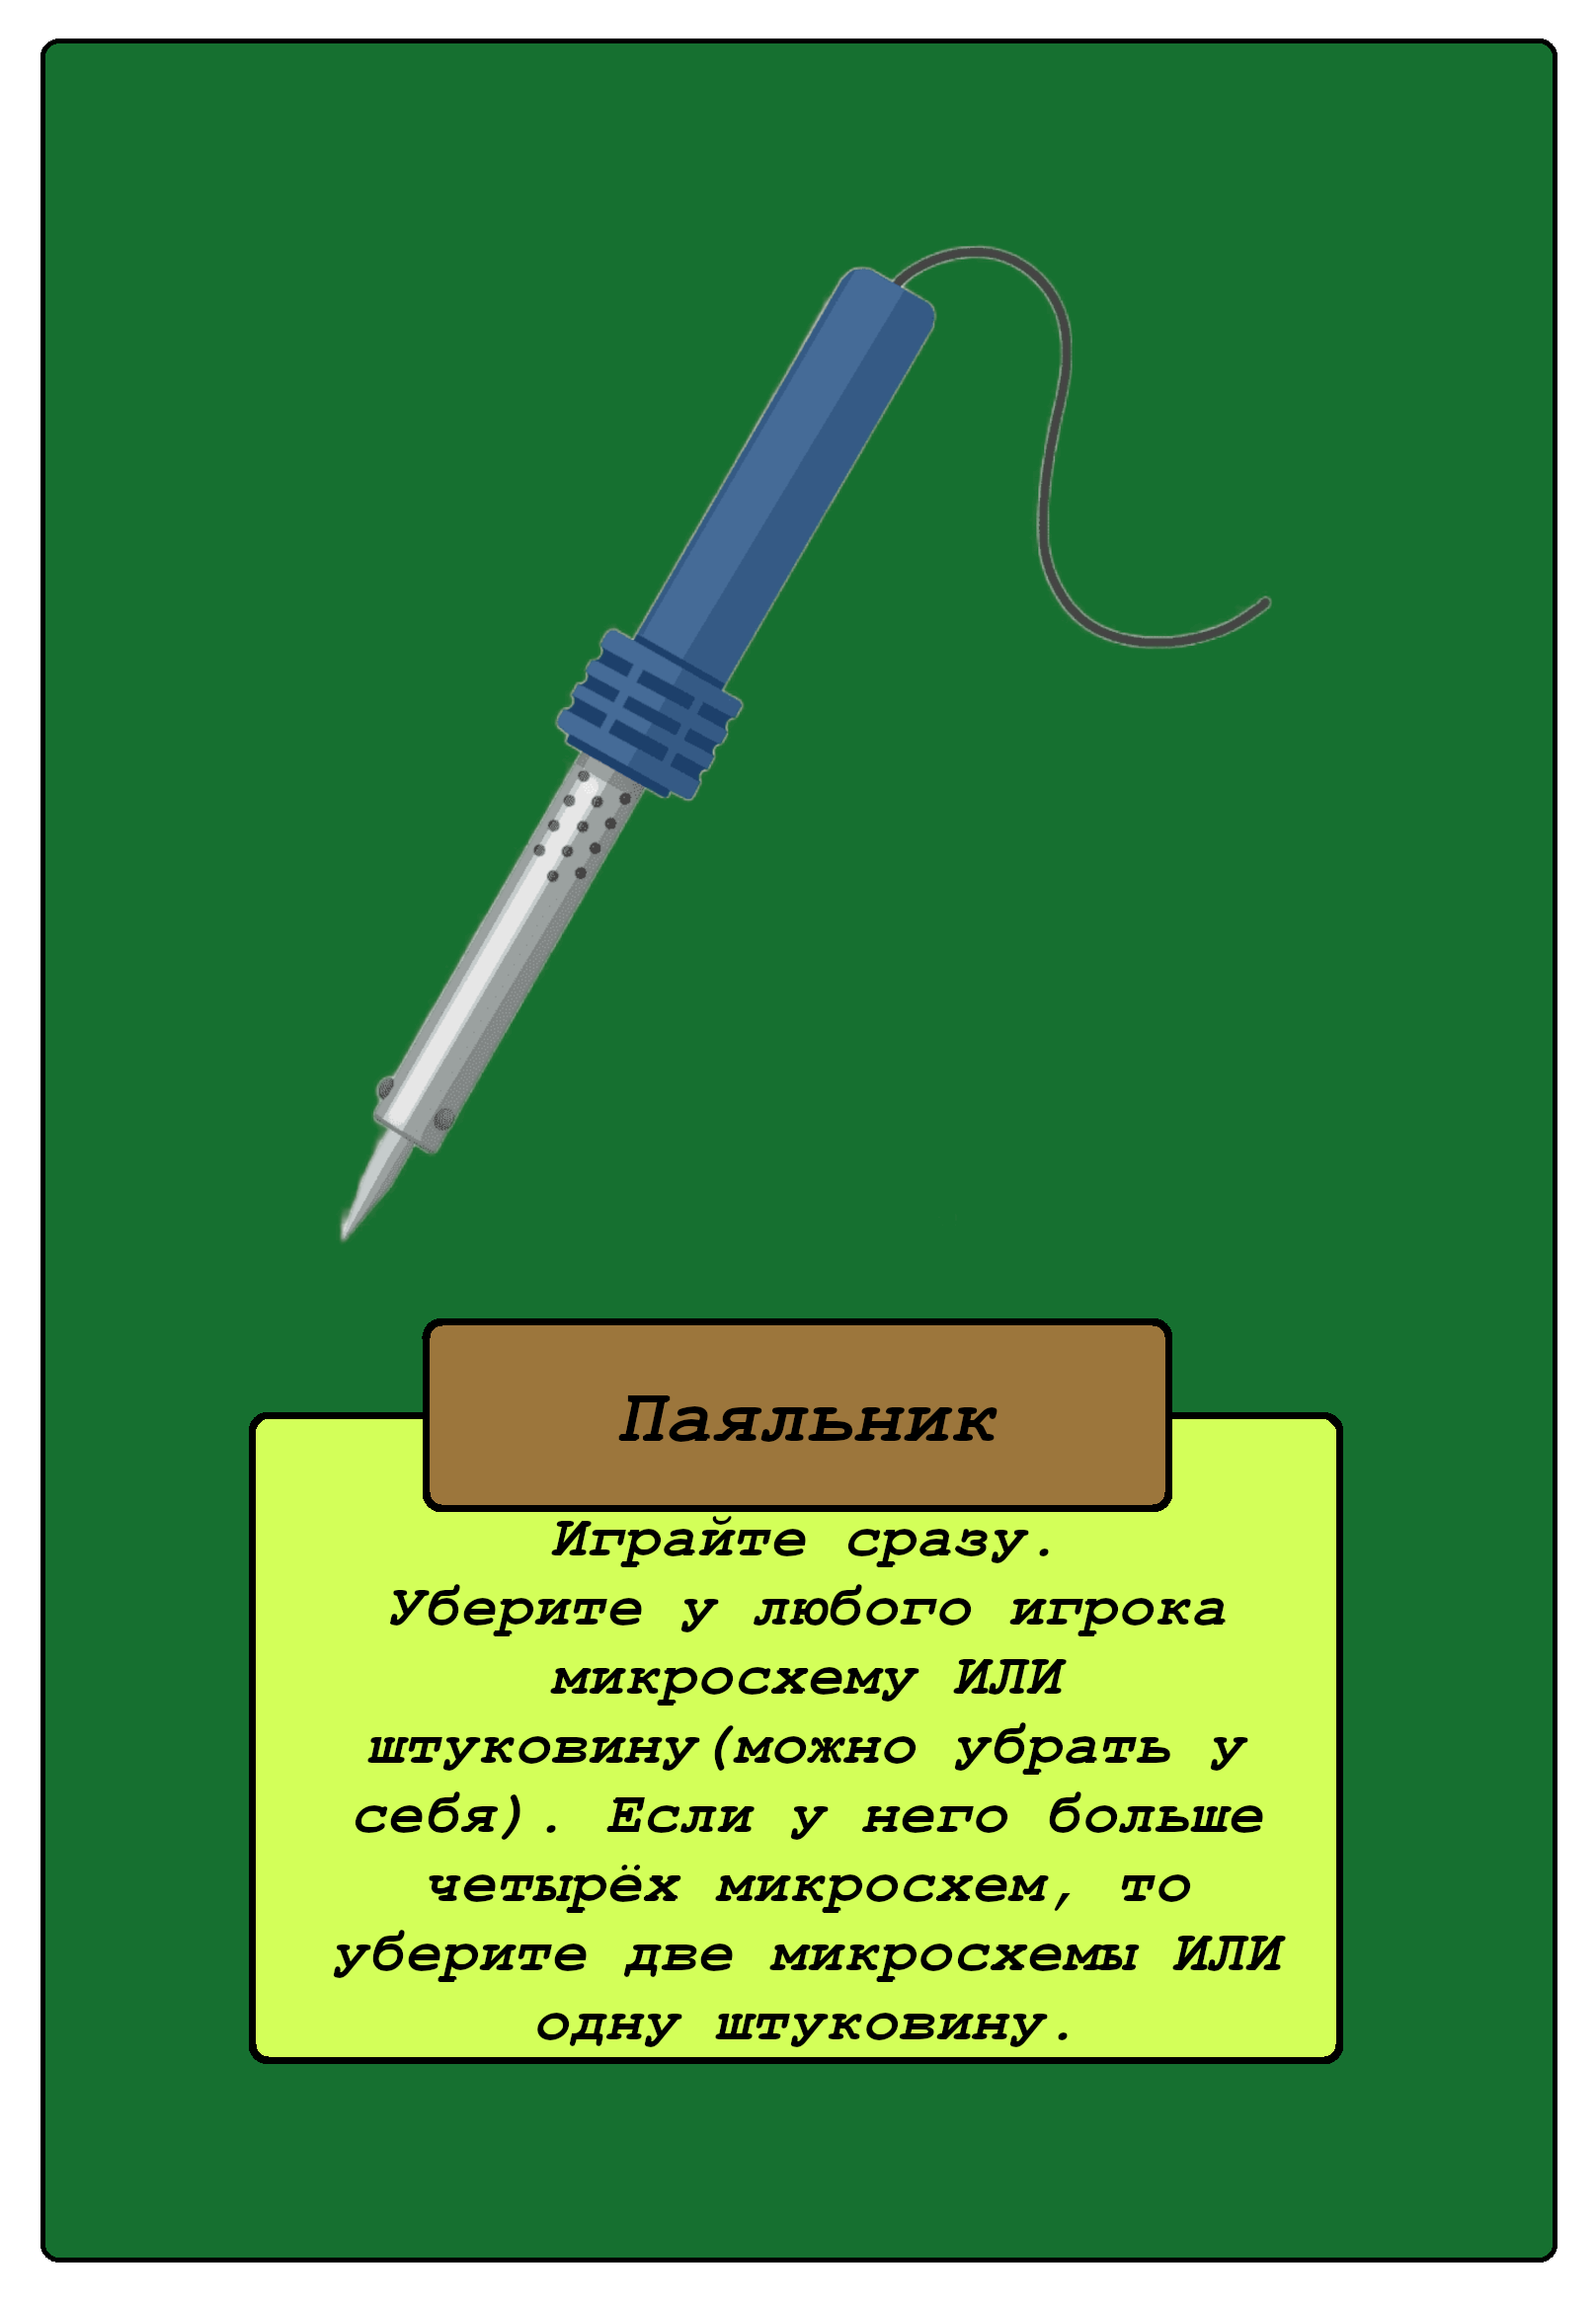 Паяльник
Играйте сразу.
Уберите у любого игрока
микросхему ИЛИ
штуковину(можно убрать у
себя). Если у него больше
четырёх микросхем, то
уберите две микросхемы ИЛИ
одну штуковину.